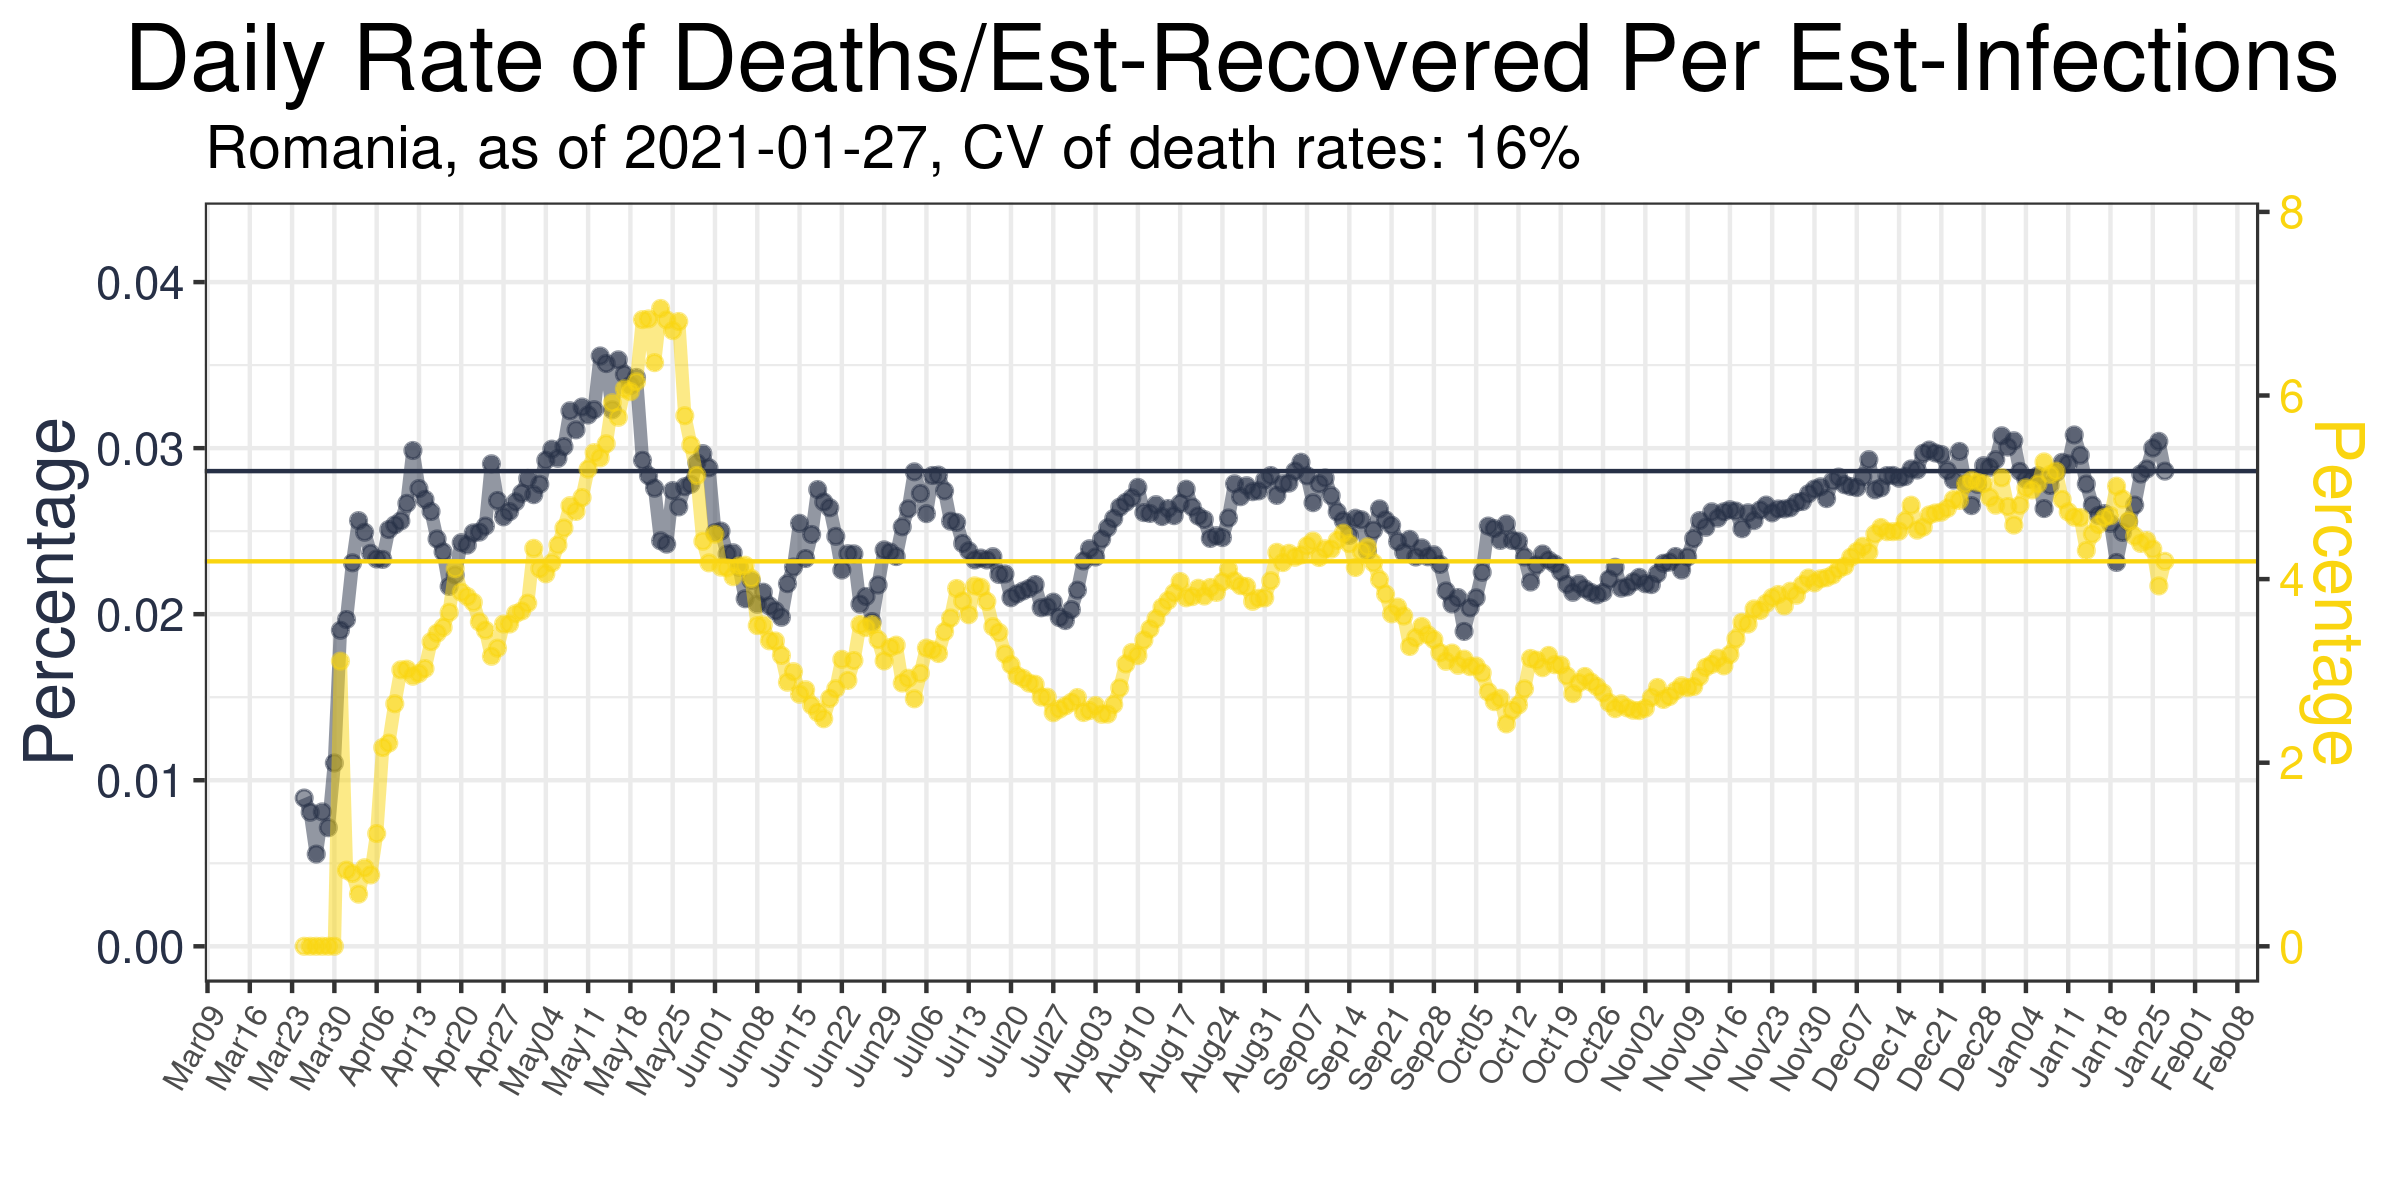 Daily Rate of Deaths/Est-Recovered Per Est-Infections
Romania, as of 2021-01-27, CV of death rates: 16%
Percentage
0.04
0.03
0.02
0.01
0.00
8
6
4
2
0
Percentage
Mar09 Mar16 Mar23 Mar30 Apr06 Apr13 Apr20 Apr27 May04 May11 May18 May25 Jun01 Jun08 Jun15 Jun22 Jun29 Jul06 Jul13 Jul20 Jul27 Aug03 Aug10 Aug17 Aug24 Aug31 Sep07 Sep14 Sep21 Sep28 Oct05 Oct12 Oct19 Oct26 Nov02 Nov09 Nov16 Nov23 Nov30 Dec07 Dec14 Dec21 Dec28 Jan04 Jan11 Jan18 Jan25 Feb01 Feb08